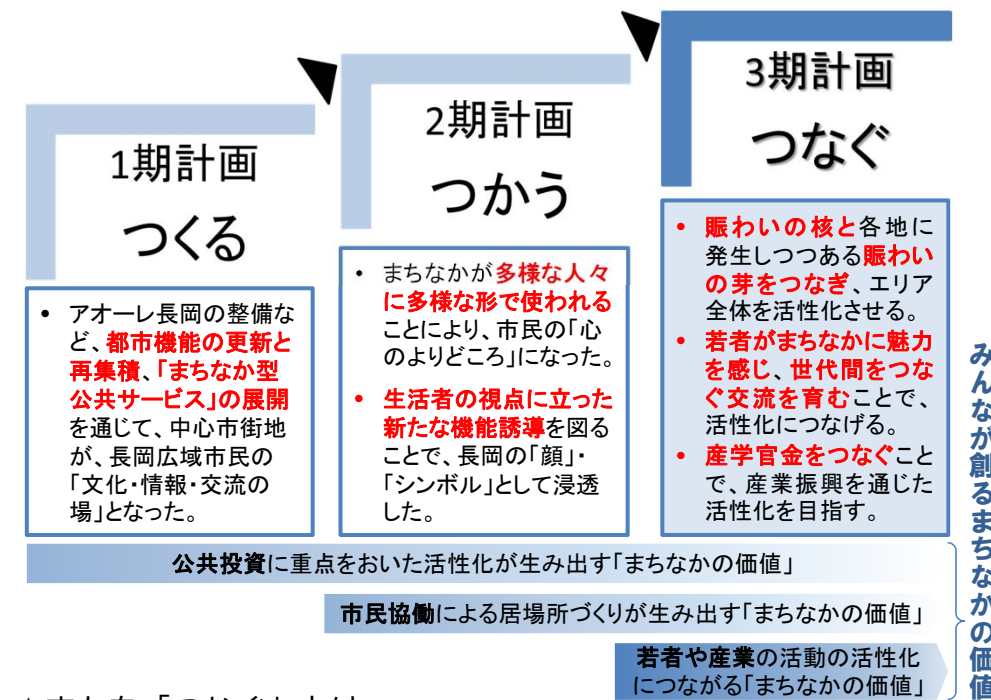 1期計画
つくる
• アオーレ長岡の整備な
ど、都市機能の更新と
再集積、「まちなか型
公共サービス」の展開
を通じて、中心市街地
が、長岡広域市民の
「文化・情報・交流の
場」となった。
2期計画
つかう
• まちなかが多様な人々
に多様な形で使われる
ことにより、市民の「心
のよりどころ」になった。
• 生活者の視点に立った
新たな機能誘導を図る
ことで、長岡の「顔」・
「シンボル」として浸透
した。
3期計画
つなぐ
• 賑わいの核と各地に
発生しつつある賑わい
の芽をつなぎ、エリア
全体を活性化させる。
• 若者がまちなかに魅力
を感じ、世代間をつな
ぐ交流を育むことで、
活性化につなげる。
• 産学官金をつなぐこと
で、産業振興を通じた
活性化を目指す。
公共投資に重点をおいた活性化が生み出す「まちなかの価値」
市民協働による居場所づくりが生み出す「まちなかの価値」
若者や産業の活動の活性化
につながる「まちなかの価値」
みんなが創るまちなかの価値